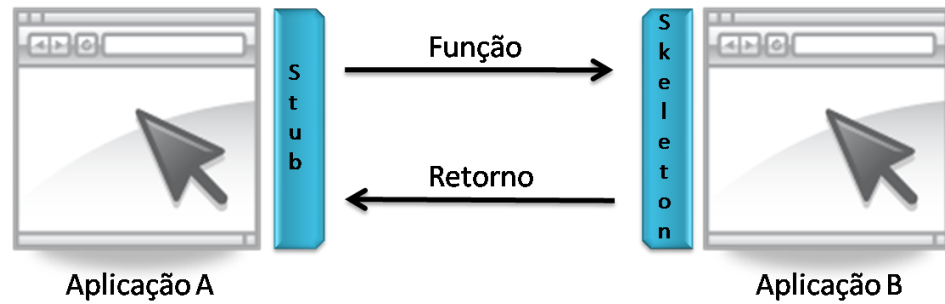 Stub
Função
Retorno
Skeleton
Aplicação A
Aplicação B